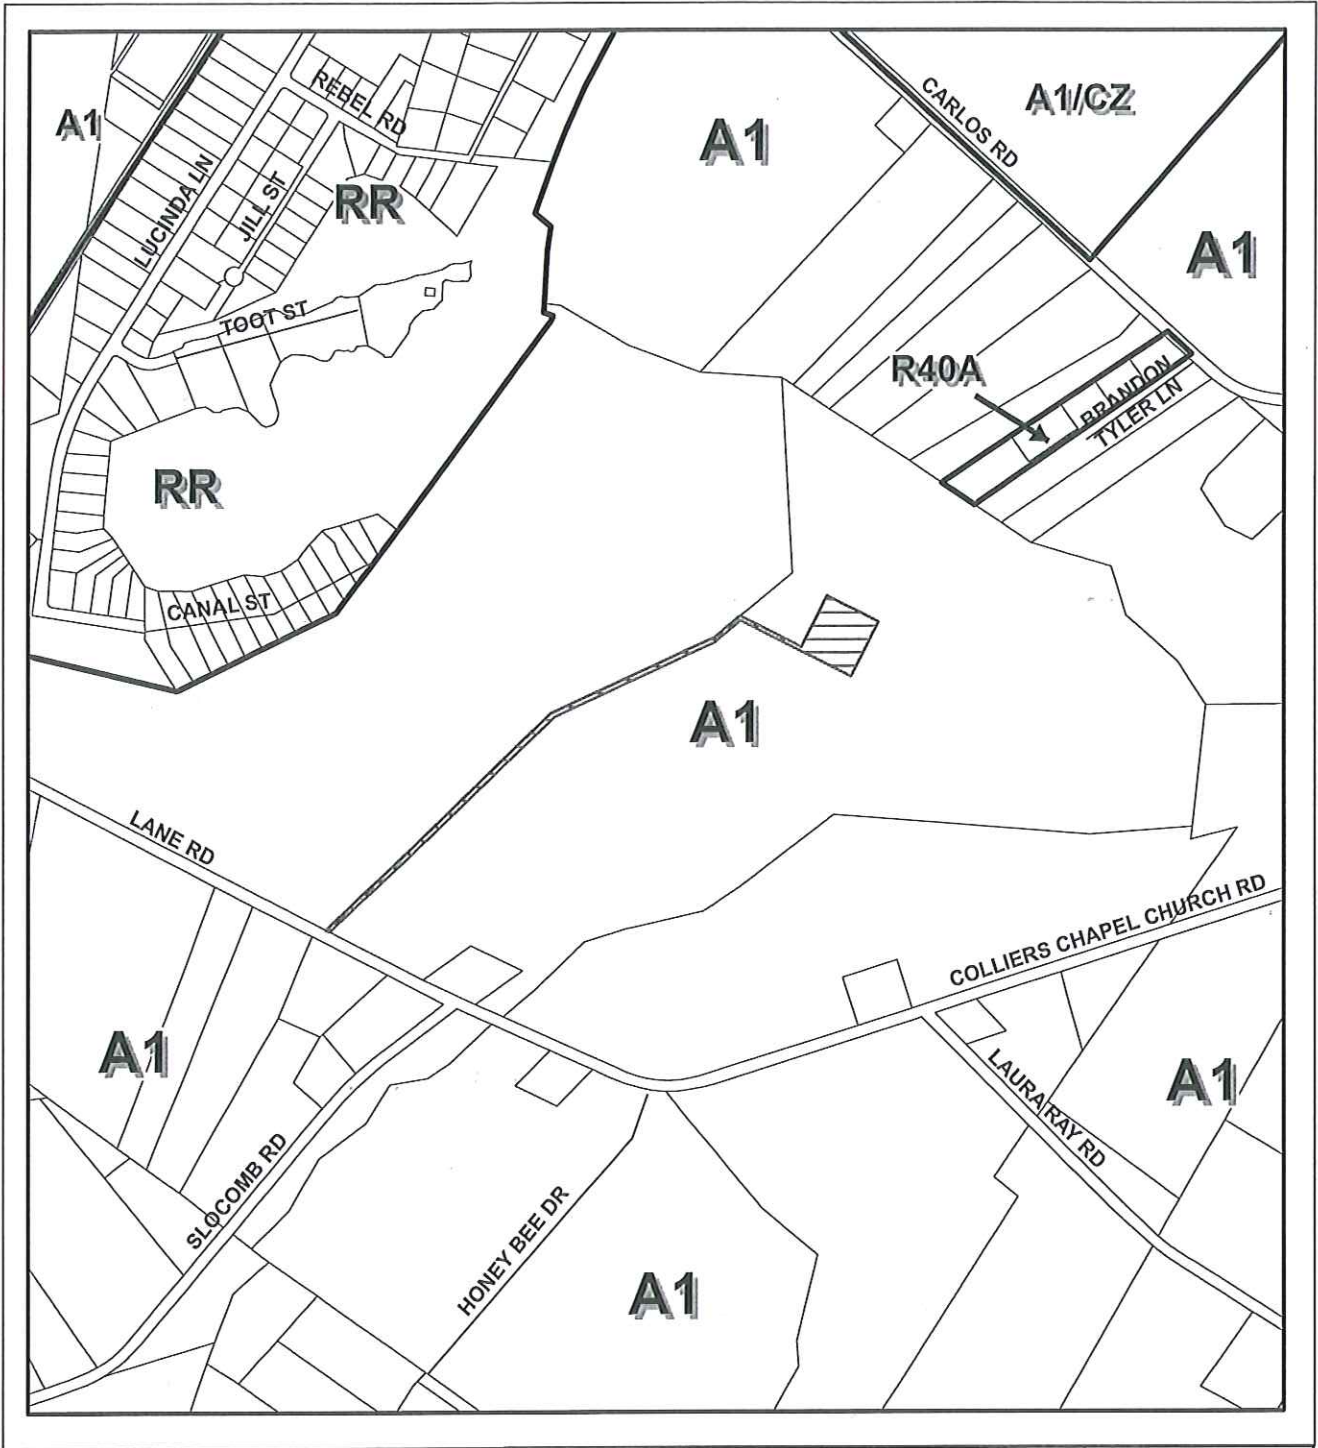 A1
REBEL RD
A1
CARLOS RD
A1/CZ
LUCINDA LN
JILL ST
RR
A1
TOOT ST
R40A
BRANDON
TYLER LN
RR
CANAL ST
A1
LANE RD
COLLIERS CHAPEL CHURCH RD
A1
LAURA RAY RD
A1
SLOCOMB RD
HONEY BEE DR
A1